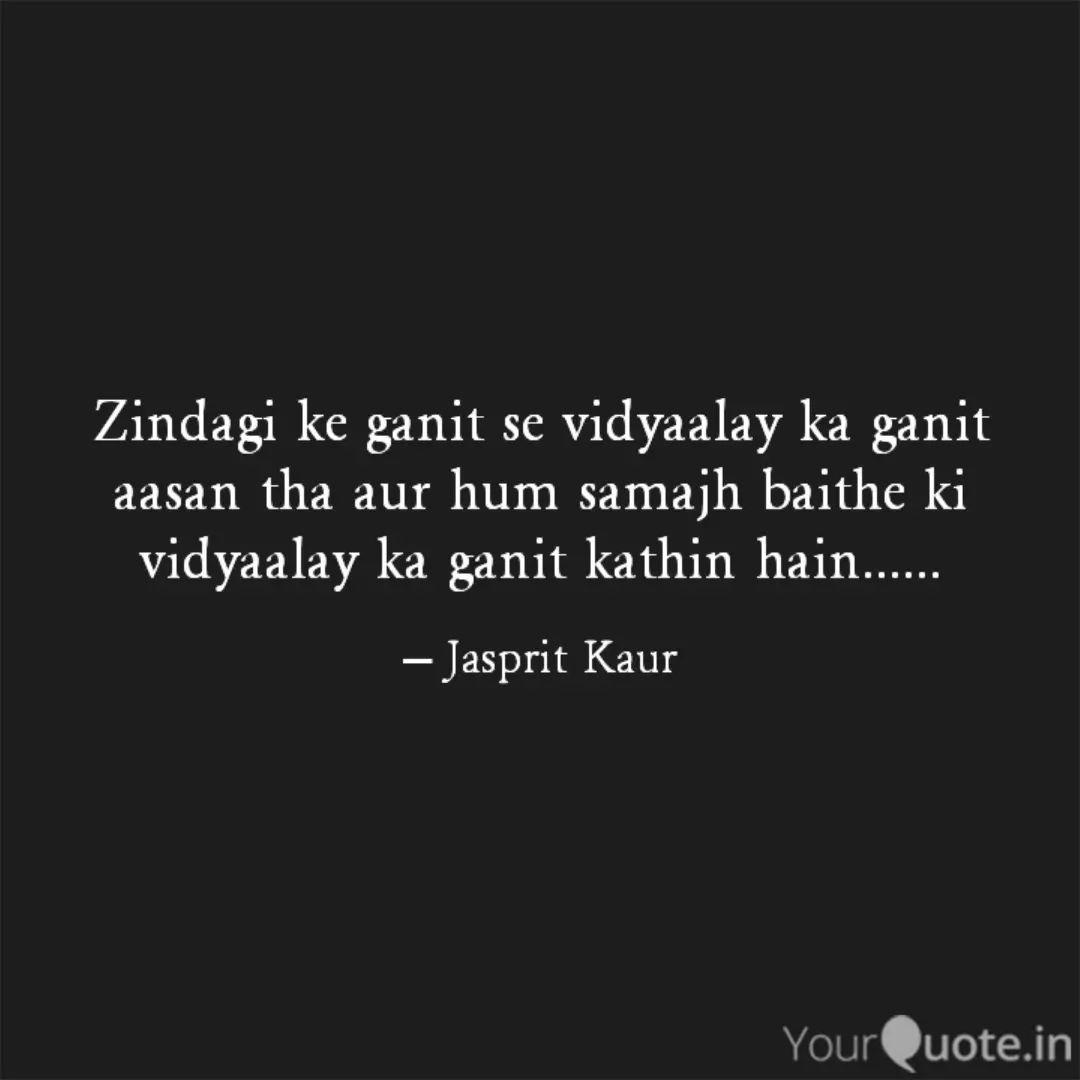 Zindagi ke ganit se vidyaalay ka ganit
aasan tha aur hum samajh baithe ki
vidyaalay ka ganit kathin hain......
– Jasprit Kaur
YourQuote.in